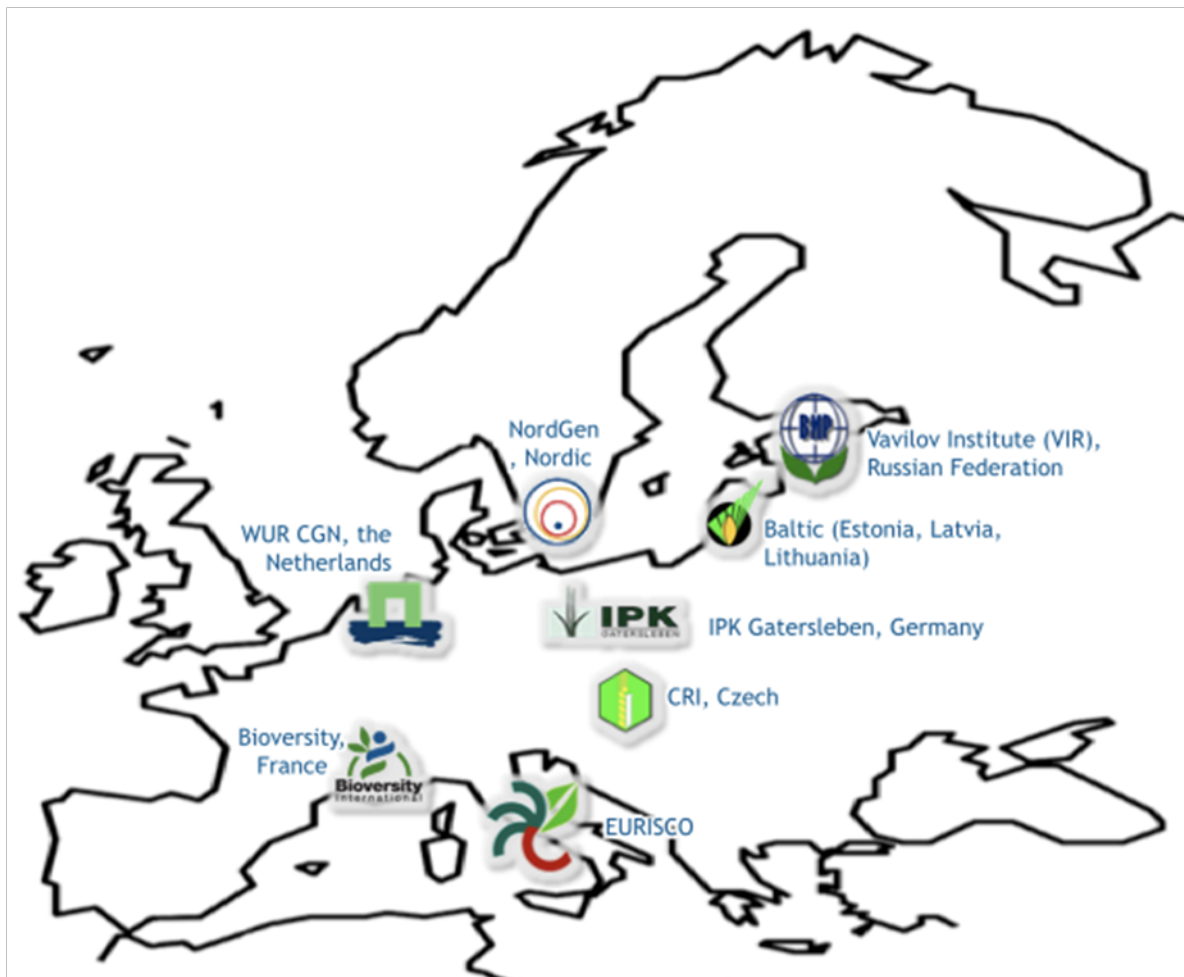 NordGen
, Nordic
BMP
Vavilov Institute (VIR),
Russian Federation
WUR CGN, the
Netherlands
Baltic (Estonia, Latvia,
Lithuania)
IPK
GATERSLEBEN
IPK Gatersleben, Germany
CRI, Czech
Bioversity,
France
Bioversity
International
EURISCO